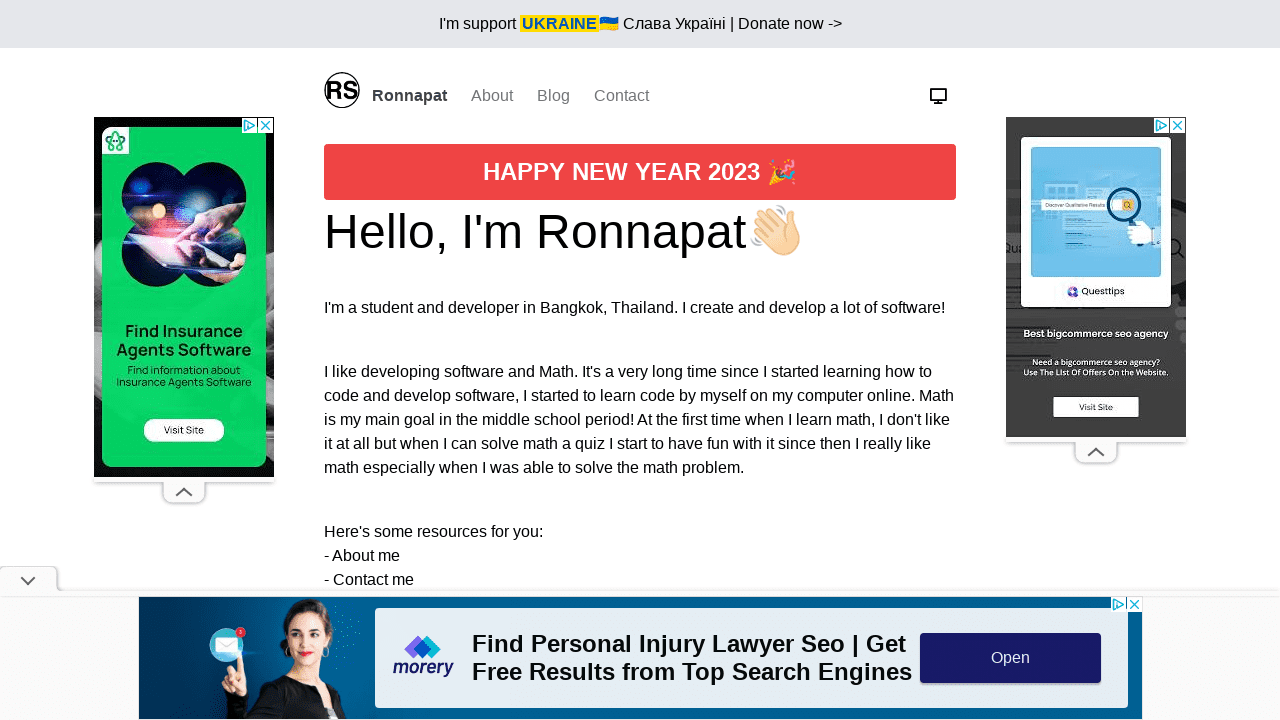 I'm support UKRAINE🇺🇦 Слава Україні | Donate now ->
RS Ronnapat About Blog Contact
HAPPY NEW YEAR 2023 🎉
Hello, I'm Ronnapat👋🏻
I'm a student and developer in Bangkok, Thailand. I create and develop a lot of software!
I like developing software and Math. It's a very long time since I started learning how to
code and develop software, I started to learn code by myself on my computer online. Math
is my main goal in the middle school period! At the first time when I learn math, I don't like
it at all but when I can solve math a quiz I start to have fun with it since then I really like
math especially when I was able to solve the math problem.
Here's some resources for you:
- About me
- Contact me
Find Insurance
Agents Software
Find information about
Insurance Agents Software
Visit Site
Discover Qualitative Results
Questtips
Best bigcommerce seo agency
Need a bigcommerce seo agency?
Use The LIst Of Offers On the Website.
Visit Site
morery
Find Personal Injury Lawyer Seo | Get
Free Results from Top Search Engines
Open